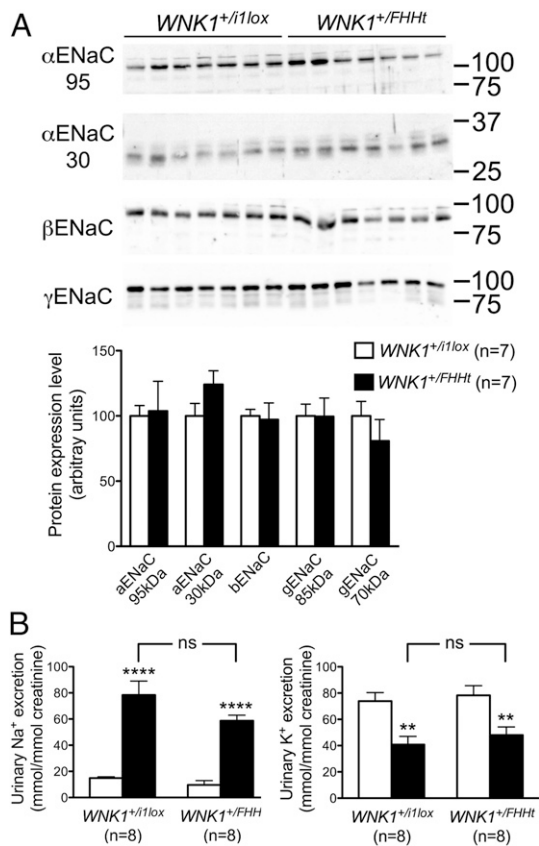 A
WNK1+/i1lox WNK1+/FHHt
αENaC
95
100
75
αENaC
30
37
25
βENaC
100
75
γENaC
100
75
WNK1+/i1lox (n=7)
WNK1+/FHHt (n=7)
Protein expression level
(arbitray units)
150
100
50
0
aENaC
95kDa
aENaC
30kDa
bENaC
gENaC
85kDa
gENaC
70kDa
B
Urinary Na+ excretion
(mmol/mmol creatinine)
100
80
60
40
20
0
ns
****
****
WNK1+/i1lox WNK1+/FHH
(n=8) (n=8)
Urinary K+ excretion
(mmol/mmol creatinine)
100
80
60
40
20
0
ns
**
**
WNK1+/i1lox WNK1+/FHHt
(n=8) (n=8)